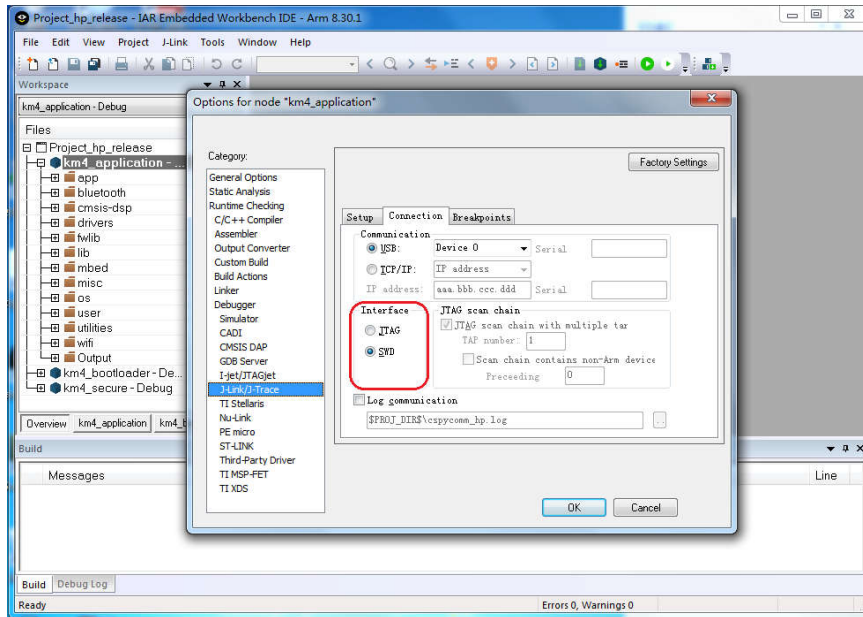 Project_hp_release - IAR Embedded Workbench IDE - Arm 8.30.1
File Edit View Project J-Link Tools Window Help
Workspace
km4_application - Debug
Files
Project_hp_release
km4_application - ...
app
bluetooth
cmsis-dsp
drivers
fwlib
lib
mbed
misc
os
user
utilities
wifi
Output
km4_bootloader - De...
km4_secure - Debug
Overview km4_application km4_b
Options for node "km4_application"
Category:
General Options
Static Analysis
Runtime Checking
C/C++ Compiler
Assembler
Output Converter
Custom Build
Build Actions
Linker
Debugger
Simulator
CADI
CMSIS DAP
GDB Server
I-jet/JTAGjet
J-Link/J-Trace
TI Stellaris
Nu-Link
PE micro
ST-LINK
Third-Party Driver
TI MSP-FET
TI XDS
Factory Settings
Setup Connection Breakpoints
Communication
USB: Device 0 Serial
TCP/IP: IP address
IP address: aaa.bbb.ccc.ddd Serial
Interface
JTAG
SWD
JTAG scan chain
JTAG scan chain with multiple tar
TAP number: 1
Scan chain contains non-Arm device
Preceeding 0
Log communication
$PROJ_DIR$\cspycomm_hp.log
..
OK Cancel
Build
Messages Line
Build Debug Log
Ready Errors 0, Warnings 0